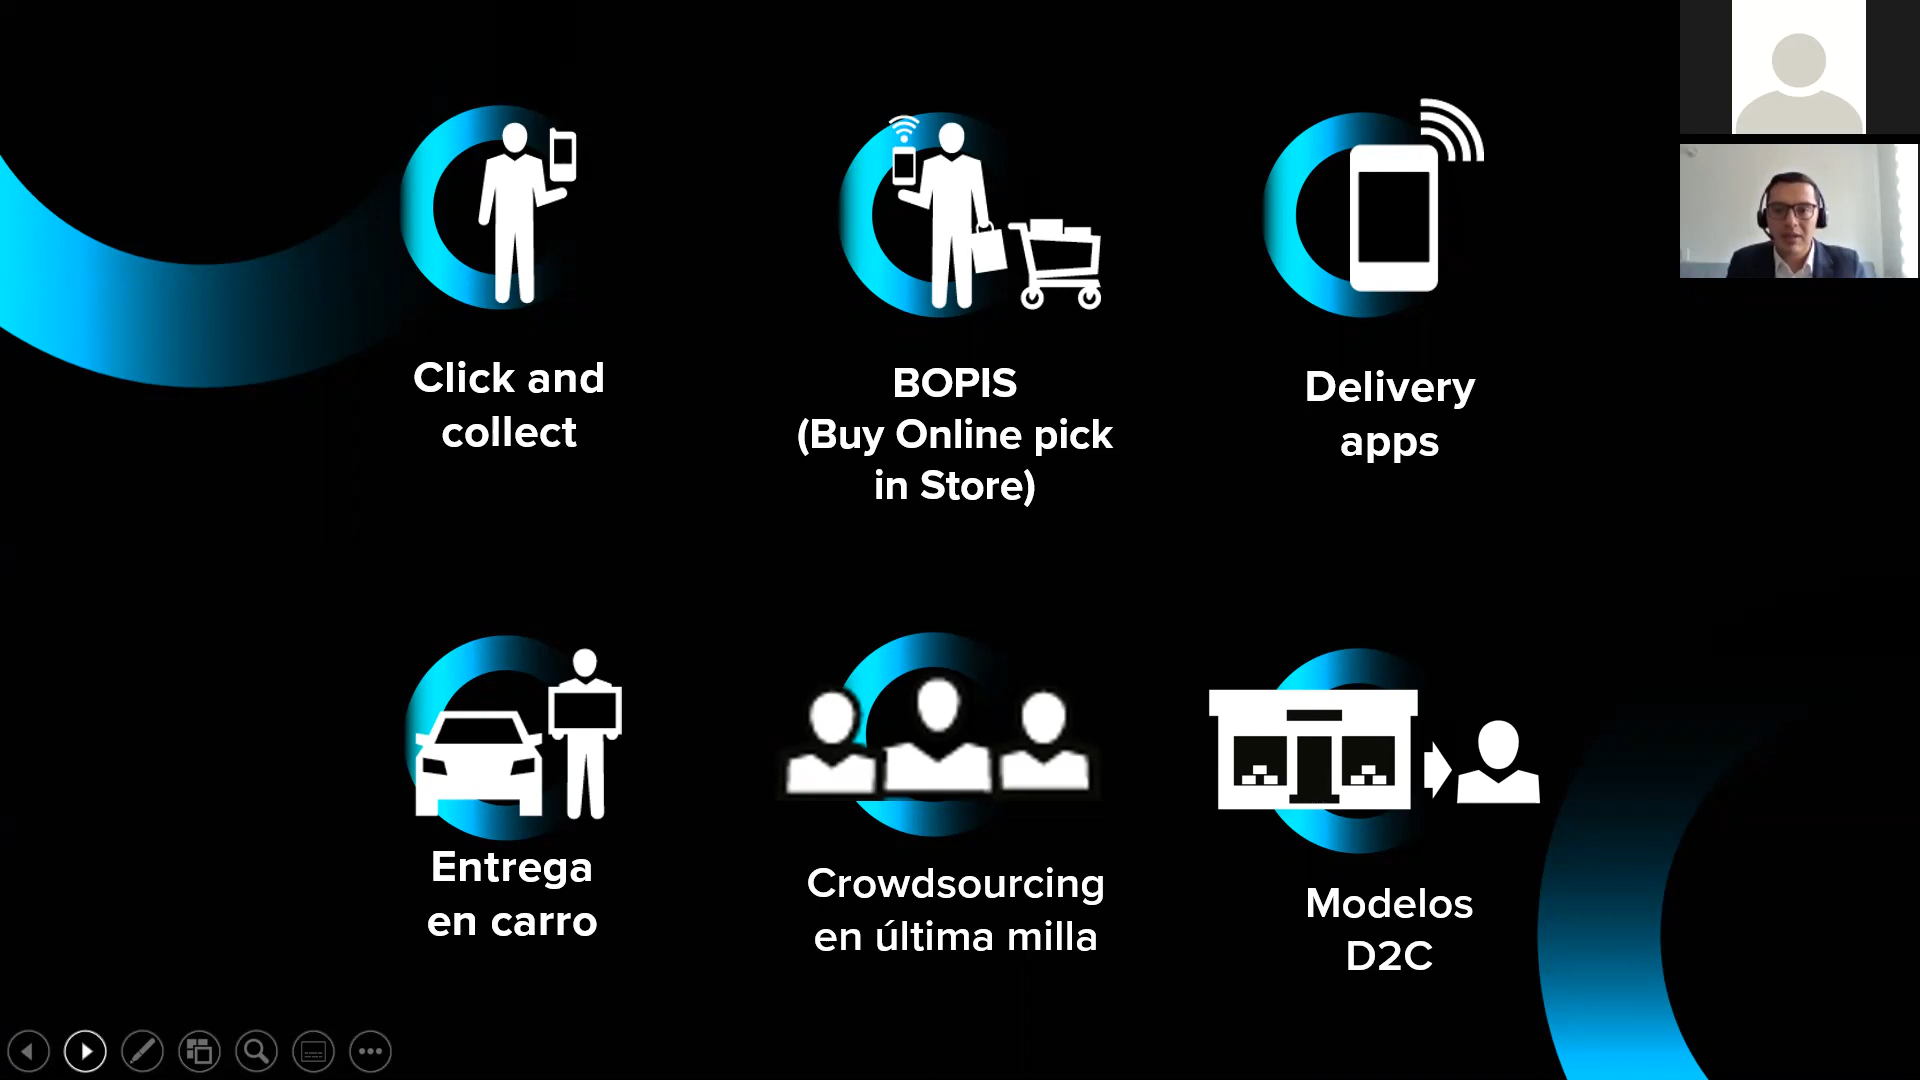 Click and
collect
BOPIS
(Buy Online pick
in Store)
Delivery
apps
Entrega
en carro
Crowdsourcing
en última milla
Modelos
D2C